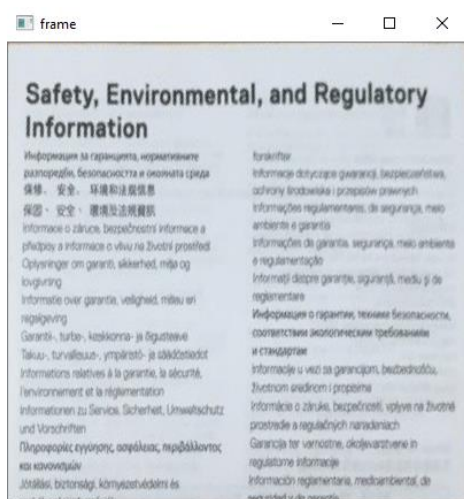 frame
Safety, Environmental, and Regulatory
Information
Информация за гаранцията, нормативните
разпоредби, безопасността и околната среда
保修、安全、环境和法规信息
保固、安全、環境及法規資訊
Informace o záruce, bezpečnostní informace a
předpisy a informace o vlivu na životní prostředí
Oplysninger om garanti, sikkerhed, miljø og
lovgivning
Informatie over garantie, veiligheid, milieu en
regelgeving
Garantii-, turbe-, keskkonna- ja õigusteave
Takuu-, turvallisuus-, ympäristö- ja säädöstiedot
Informations relatives à la garantie, la sécurité,
l'environnement et la réglementation
Informationen zu Service, Sicherheit, Umweltschutz
und Vorschriften
Πληροφορίες εγγύησης, ασφάλειας, περιβάλλοντος
και κανονισμών
Jótállási, biztonsági, környezetvédelmi és
forskrifter
Informacje dotyczące gwarancji, bezpieczeństwa,
ochrony środowiska i przepisów prawnych
Informações regulamentares, de segurança, meio
ambiente e garantia
Informações de garantia, segurança, meio ambiente
e regulamentação
Informații despre garanție, siguranță, mediu și de
reglementare
Информация о гарантии, технике безопасности,
соответствии экологическим требованиям
и стандартам
Informacije u vezi sa garancijom, bezbednošću,
životnom sredinom i propisima
Informácie o záruke, bezpečnosti, vplyve na životné
prostredie a regulačných nariadeniach
Garancija ter varnostne, okoljevarstvene in
regulatorne informacije
Información reglamentaria, medioambiental, de
seguridad y de garantía